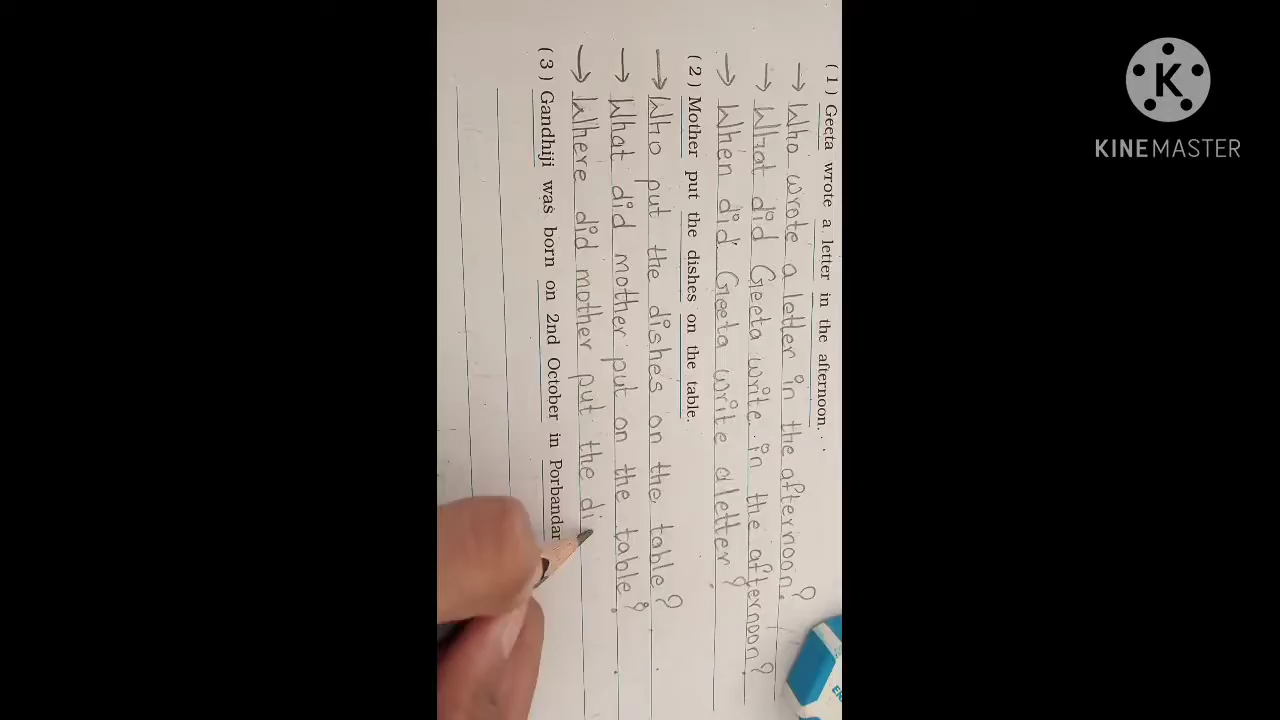 (1) Geeta wrote a letter in the afternoon.
→ Who wrote a letter in the afternoon?
→ What did Geeta write in the afternoon?
→ When did Geeta write a letter?
(2) Mother put the dishes on the table.
→ Who put the dishes on the table?
→ What did mother put on the table?
→ Where did mother put the di
(3) Gandhiji was born on 2nd October in Porbandar
KINEMASTER